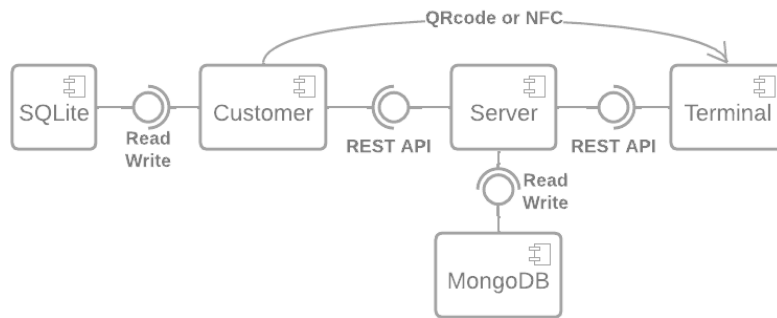 QRcode or NFC
SQLite
Customer
Server
Terminal
Read
Write
REST API
REST API
Read
Write
MongoDB